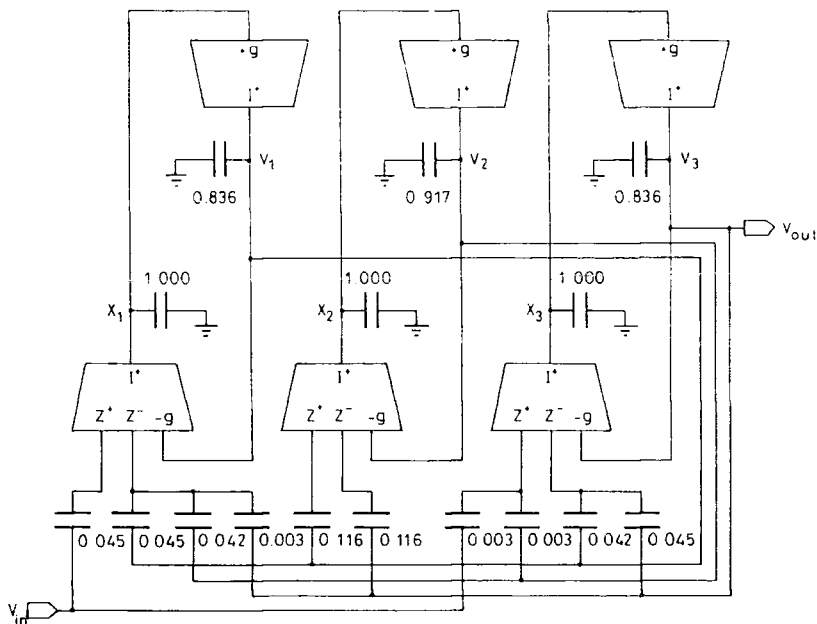 +g +g +g
I+ I+ I+
V1 V2 V3
0.836 0.917 0.836
Vout
1.000 1.000 1.000
X1 X2 X3
I+ I+ I+
Z+ Z- -g Z+ Z- -g Z+ Z- -g
0 045 0 045 0 042 0.003 0 116 0 116 0 003 0 003 0 042 0 045
Vin